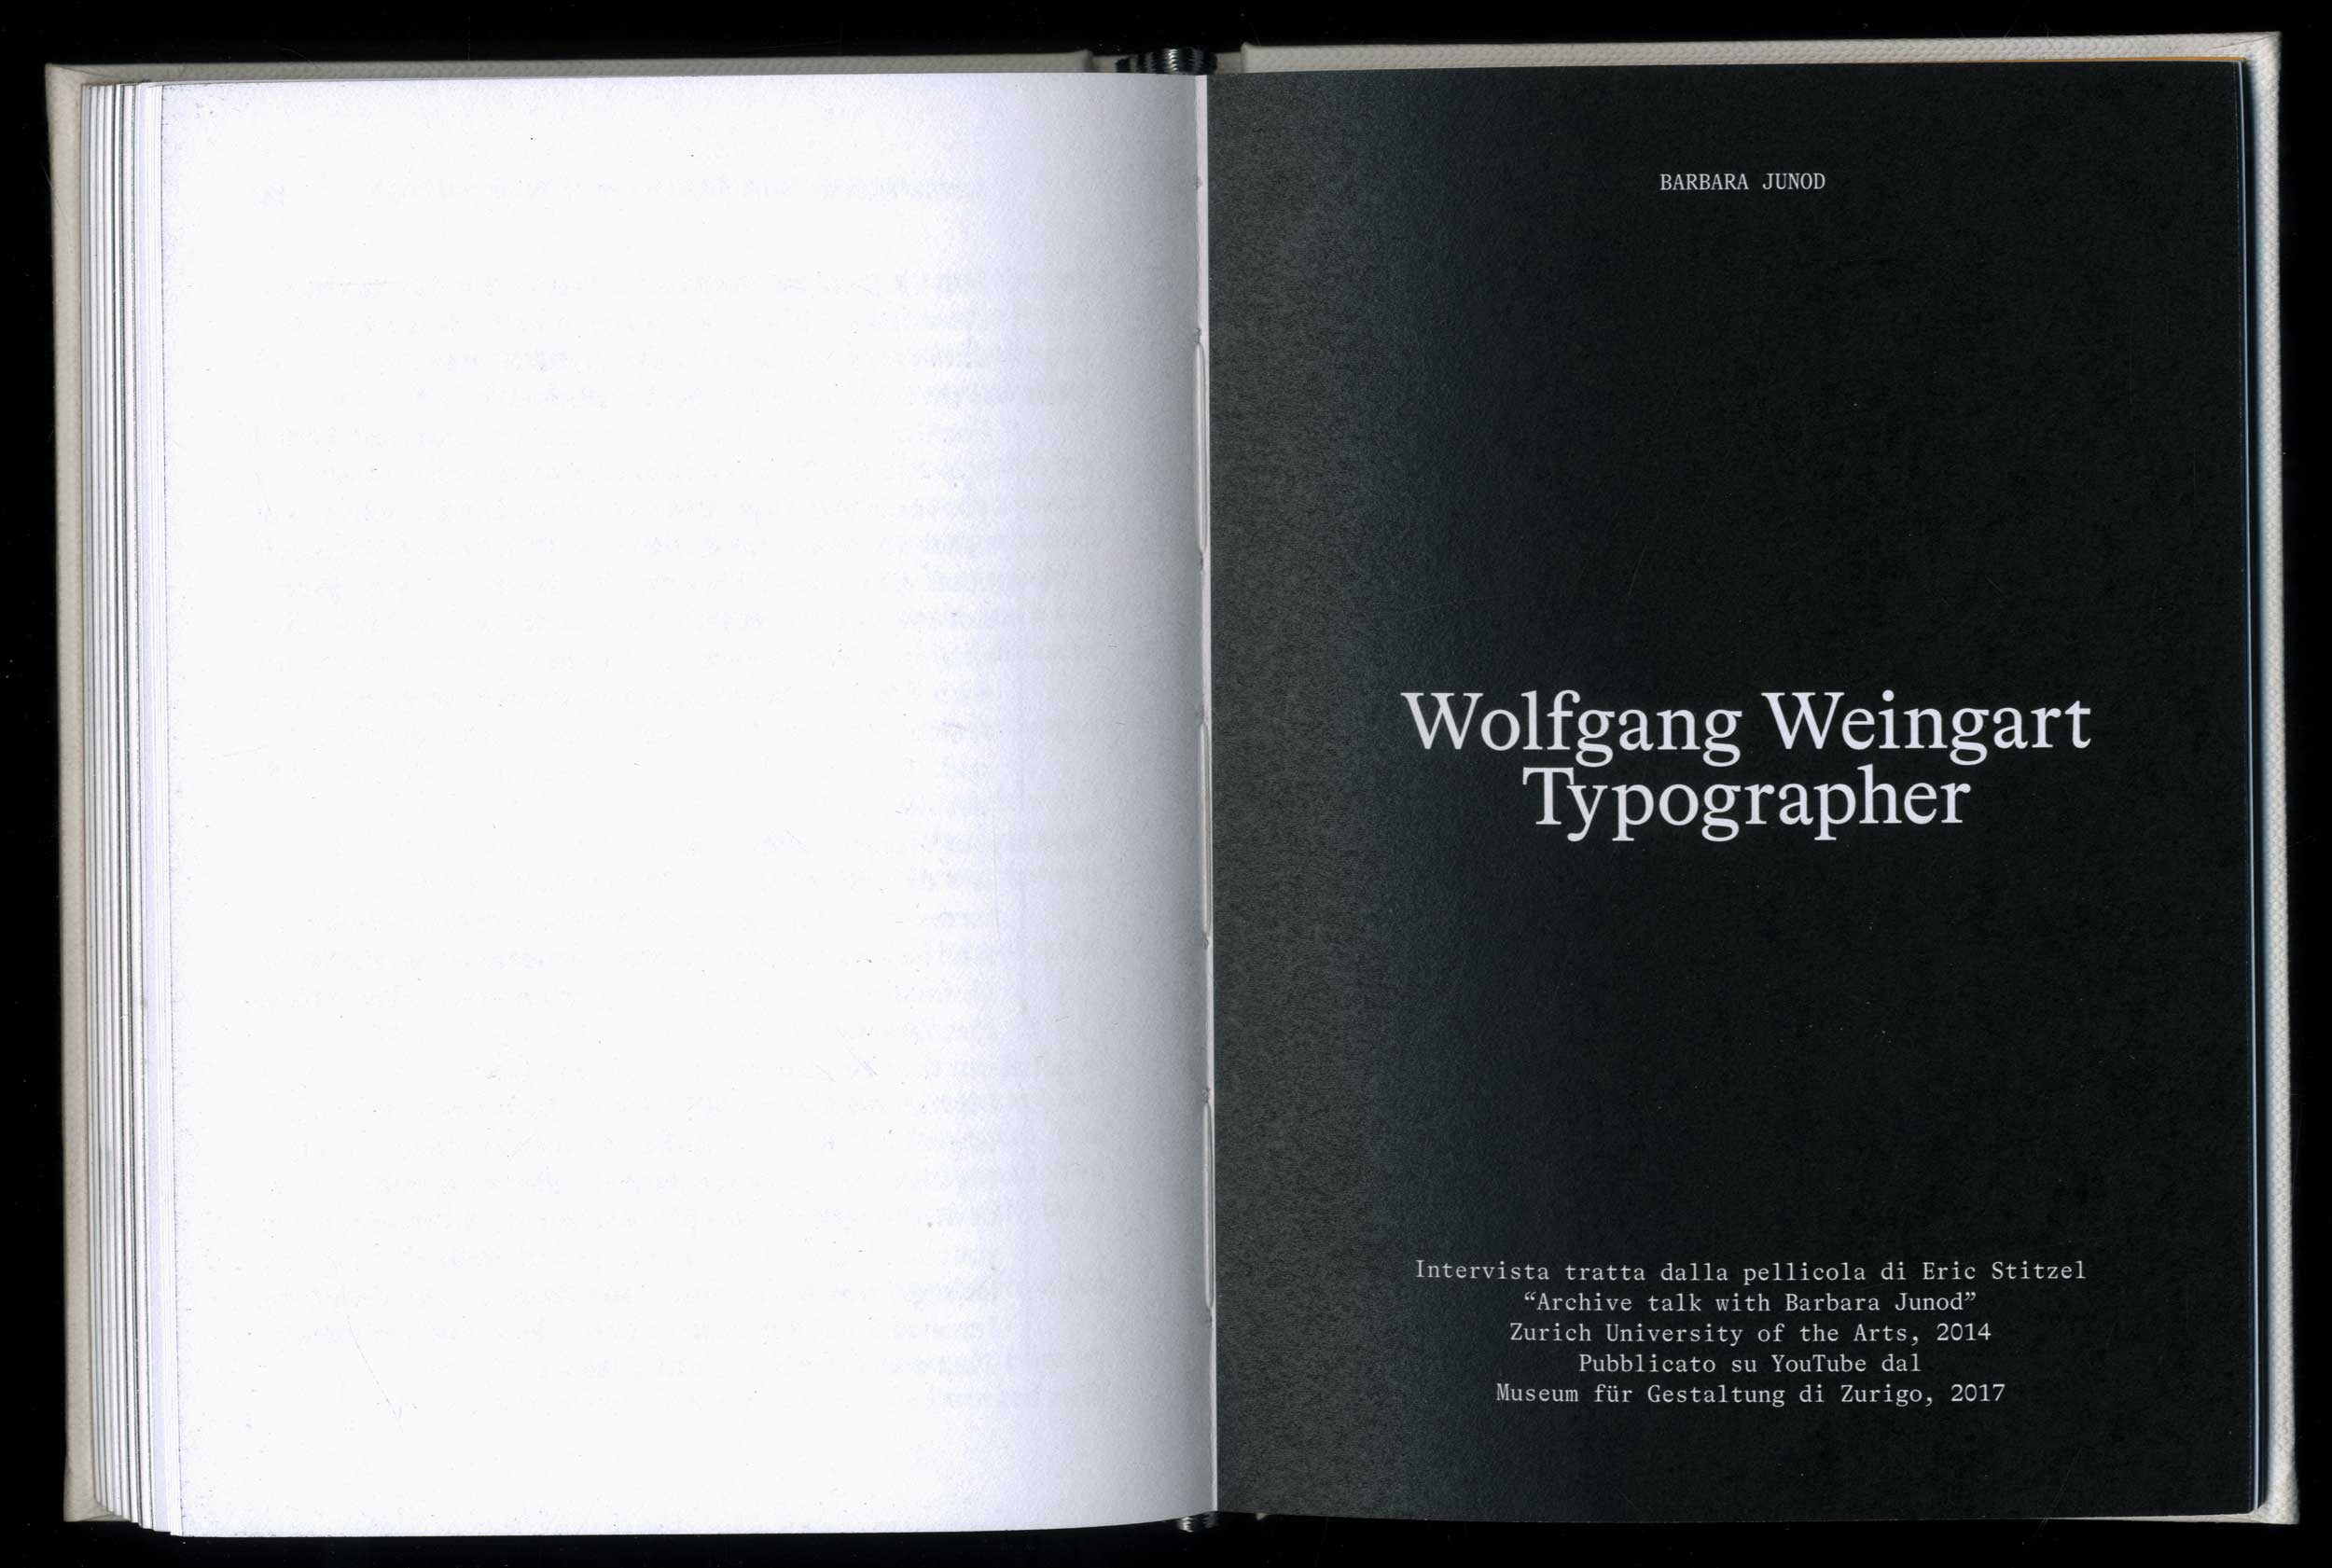 BARBARA JUNOD
Wolfgang Weingart
Typographer
Intervista tratta dalla pellicola di Eric Stitzel
“Archive talk with Barbara Junod”
Zurich University of the Arts, 2014
Pubblicato su YouTube dal
Museum für Gestaltung di Zurigo, 2017